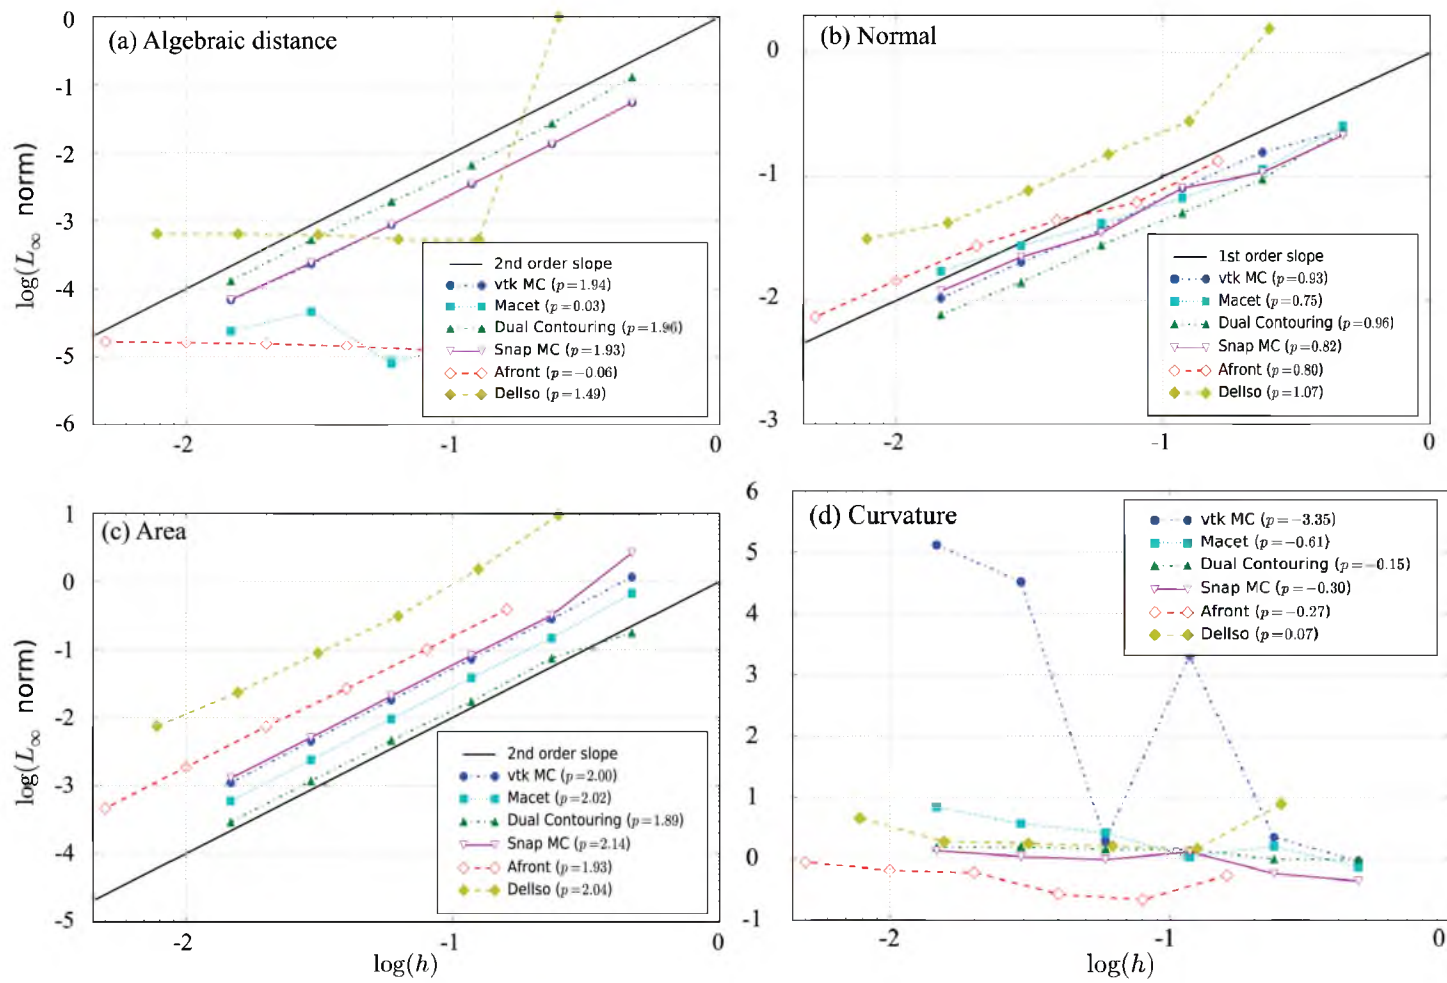 (a) Algebraic distance
0
-1
-2
-3
-4
-5
-6
log(L∞ norm)
2nd order slope
vtk MC (p=1.94)
Macet (p=0.03)
Dual Contouring (p=1.96)
Snap MC (p=1.93)
Afront (p=−0.06)
Dellso (p=1.49)
-2 -1 0
(b) Normal
0
-1
-2
-3
1st order slope
vtk MC (p=0.93)
Macet (p=0.75)
Dual Contouring (p=0.96)
Snap MC (p=0.82)
Afront (p=0.80)
Dellso (p=1.07)
-2 -1 0
(c) Area
1
0
-1
-2
-3
-4
-5
log(L∞ norm)
2nd order slope
vtk MC (p=2.00)
Macet (p=2.02)
Dual Contouring (p=1.89)
Snap MC (p=2.14)
Afront (p=1.93)
Dellso (p=2.04)
-2 -1 0
log(h)
(d) Curvature
6
5
4
3
2
1
0
-1
vtk MC (p=−3.35)
Macet (p=−0.61)
Dual Contouring (p=−0.15)
Snap MC (p=−0.30)
Afront (p=−0.27)
Dellso (p=0.07)
-2 -1 0
log(h)